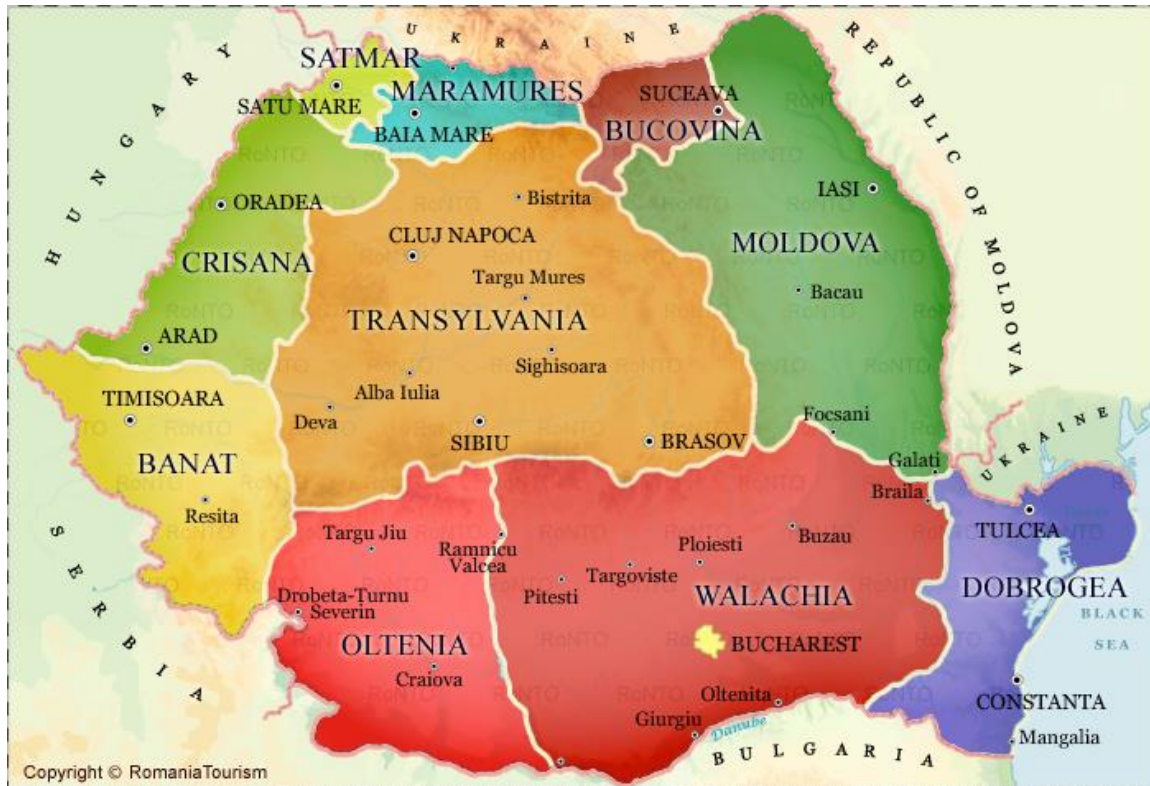 UKRAINE
HUNGARY
REPUBLIC OF MOLDOVA
SATMAR
SATU MARE
MARAMURES
BAIA MARE
SUCEAVA
BUCOVINA
ORADEA
CRISANA
ARAD
Bistrita
CLUJ NAPOCA
Targu Mures
TRANSYLVANIA
Sighisoara
Alba Iulia
Deva
SIBIU
BRASOV
IASI
MOLDOVA
Bacau
Focsani
Galati
Braila
UKRAINE
TIMISOARA
BANAT
Resita
SERBIA
Targu Jiu
Ramnicu
Valcea
Drobeta-Turnu
Severin
OLTENIA
Craiova
Pitesti
Targoviste
Ploiesti
Buzau
WALACHIA
BUCHAREST
Oltenita
Giurgiu
Danube
BULGARIA
TULCEA
DOBROGEA
BLACK
SEA
CONSTANTA
Mangalia
RoNTO
Copyright © RomaniaTourism